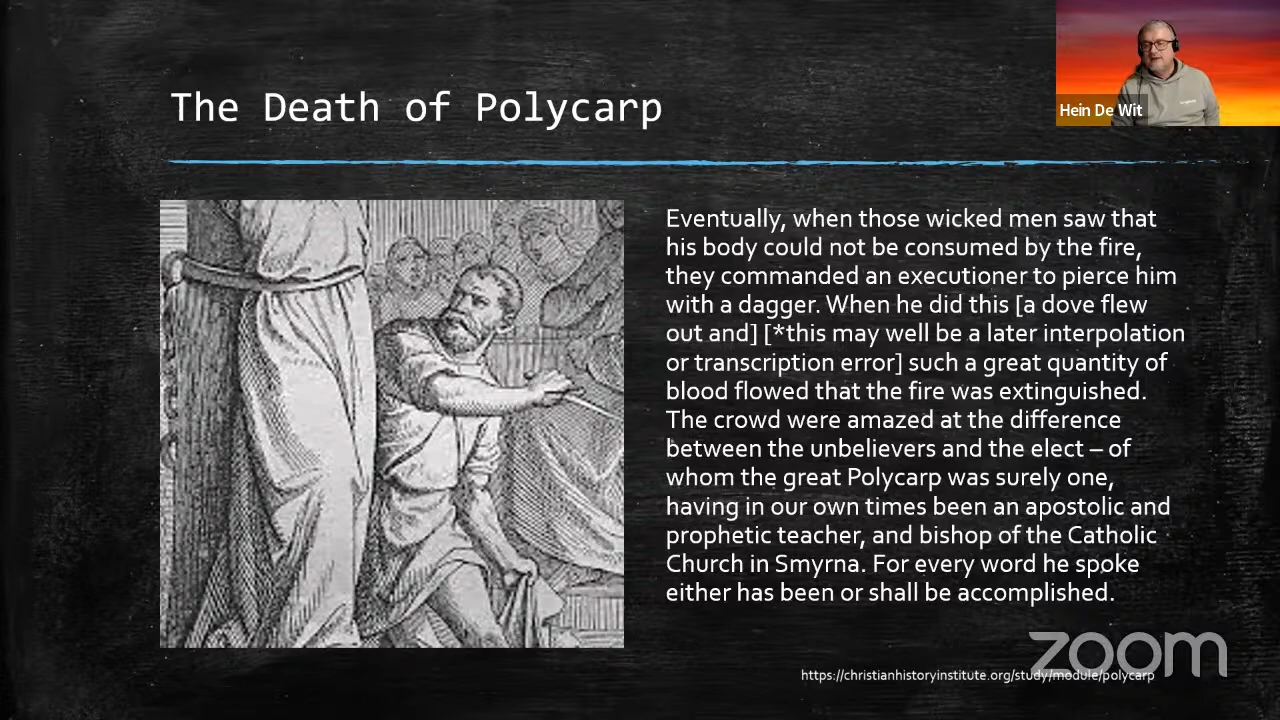 The Death of Polycarp
Hein De Wit
Eventually, when those wicked men saw that
his body could not be consumed by the fire,
they commanded an executioner to pierce him
with a dagger. When he did this [a dove flew
out and] [*this may well be a later interpolation
or transcription error] such a great quantity of
blood flowed that the fire was extinguished.
The crowd were amazed at the difference
between the unbelievers and the elect – of
whom the great Polycarp was surely one,
having in our own times been an apostolic and
prophetic teacher, and bishop of the Catholic
Church in Smyrna. For every word he spoke
either has been or shall be accomplished.
zoom
https://christianhistoryinstitute.org/study/module/polycarp